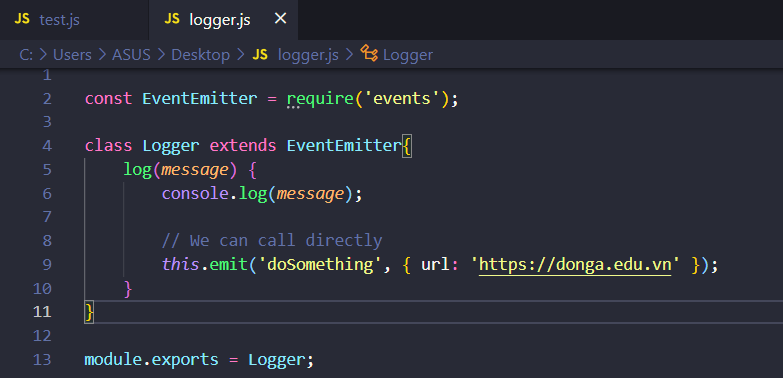 JS test.js JS logger.js ×
C: > Users > ASUS > Desktop > JS logger.js > Logger
1
2 const EventEmitter = require('events');
3
4 class Logger extends EventEmitter{
5 log(message) {
6 console.log(message);
7
8 // We can call directly
9 this.emit('doSomething', { url: 'https://donga.edu.vn' });
10 }
11 }
12
13 module.exports = Logger;